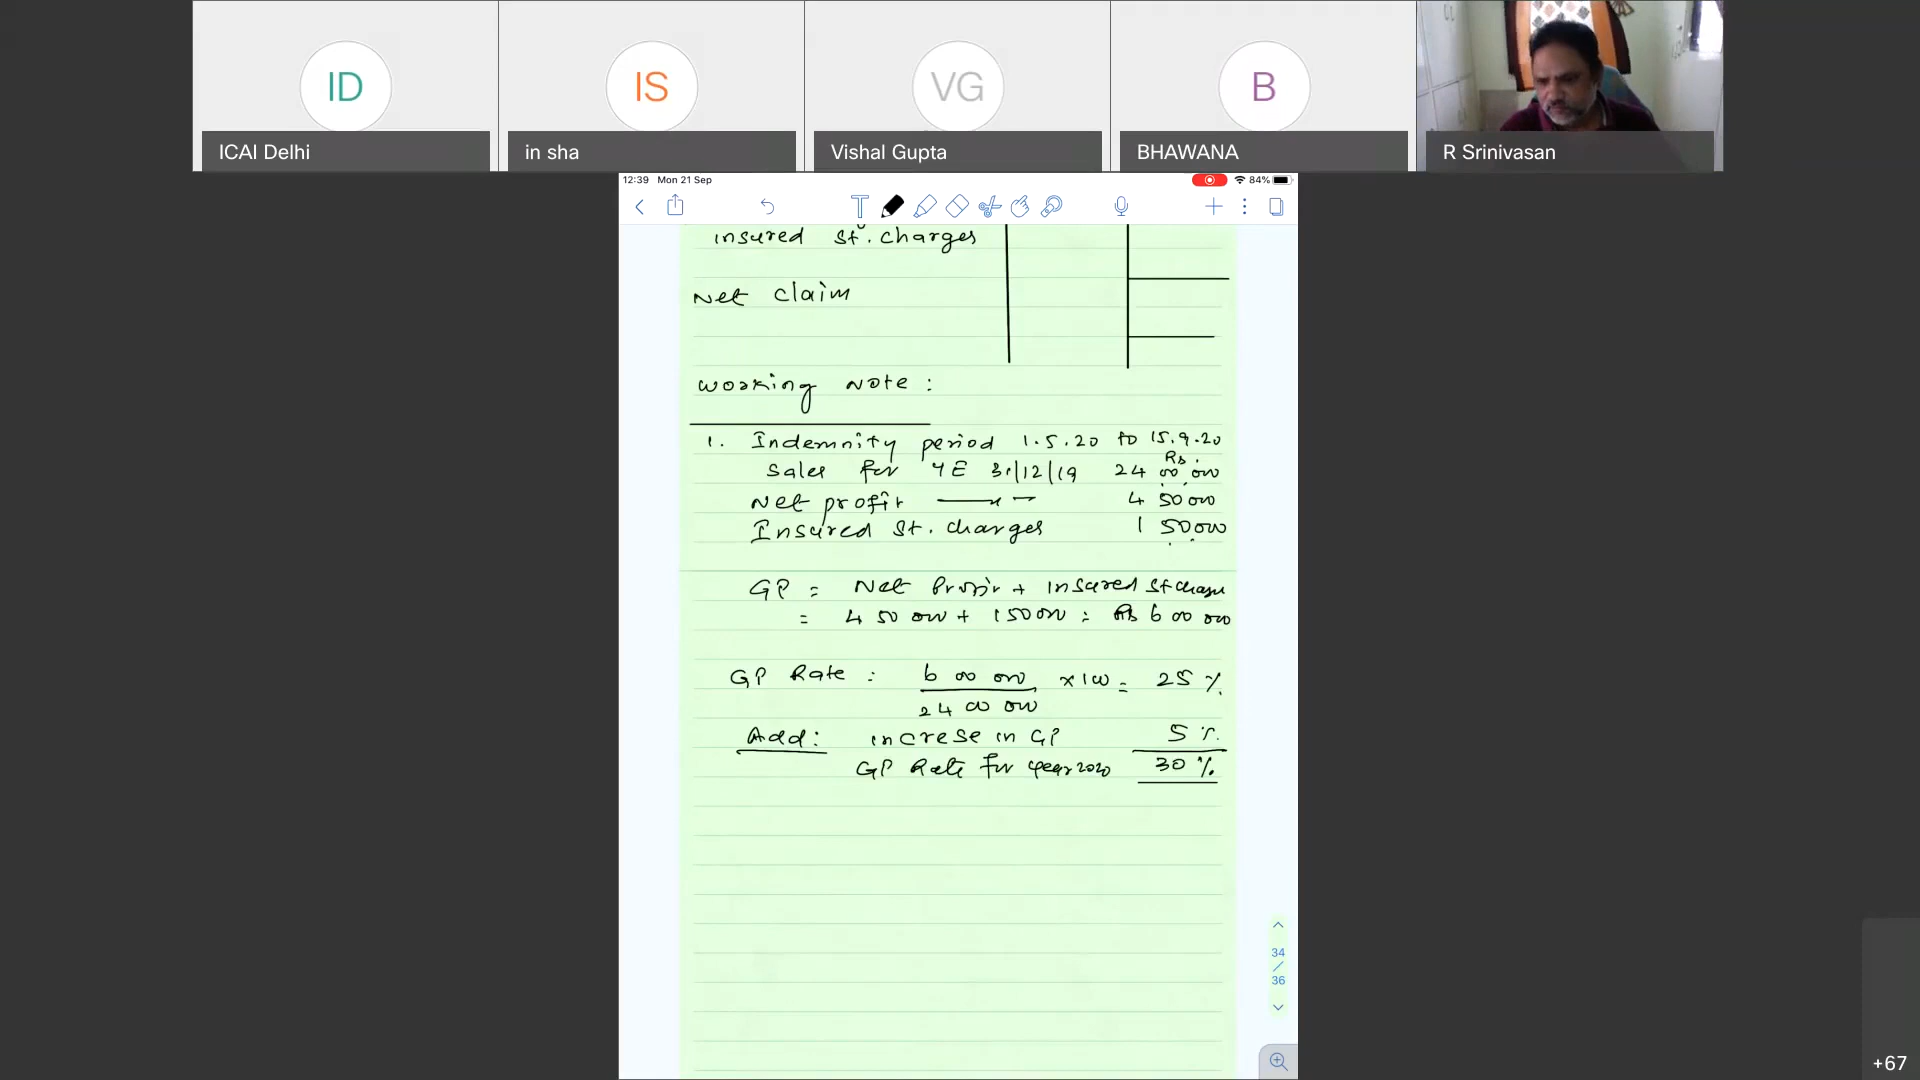 ID
IS
VG
B
ICAI Delhi
in sha
Vishal Gupta
BHAWANA
R Srinivasan
12:39 Mon 21 Sep
84%
T
insured st. charges
Net claim
working note :
1. Indemnity period 1.5.20 to 15.9.20
Rs.
Sales for YE 31/12/19 24 00 000
Net profit 4 50 000
Insured St. charges 1 50 000
GP = Net Profit + insured st charges
= 4 50 000 + 150 000 = Rs 6 00 000
GP Rate = 6 00 000 / 24 00 000 x 100 = 25 %
Add: increse in GP 5 %
GP Rate for year 2020 30 %
34
/
36
+67